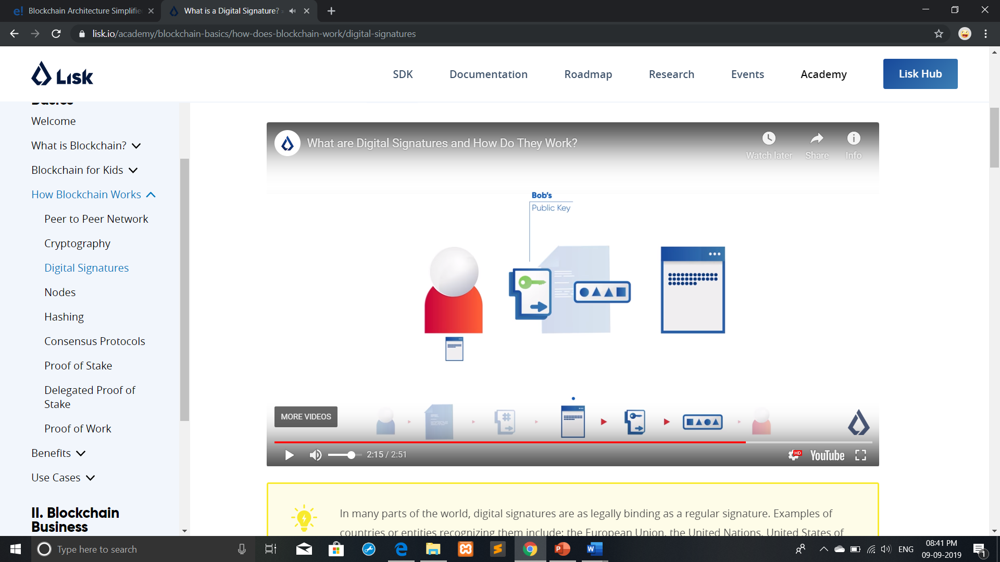 Blockchain Architecture Simplifie
What is a Digital Signature?
lisk.io/academy/blockchain-basics/how-does-blockchain-work/digital-signatures
Lisk
SDK
Documentation
Roadmap
Research
Events
Academy
Lisk Hub
Basics
Welcome
What is Blockchain?
Blockchain for Kids
How Blockchain Works
Peer to Peer Network
Cryptography
Digital Signatures
Nodes
Hashing
Consensus Protocols
Proof of Stake
Delegated Proof of
Stake
Proof of Work
Benefits
Use Cases
II. Blockchain
Business
What are Digital Signatures and How Do They Work?
Watch later
Share
Info
Bob's
Public Key
#
MORE VIDEOS
2:15 / 2:51
HD
YouTube
In many parts of the world, digital signatures are as legally binding as a regular signature. Examples of
countries or entities recognizing them include: the European Union, the United Nations, United States of
Type here to search
ENG
08:41 PM
09-09-2019
1